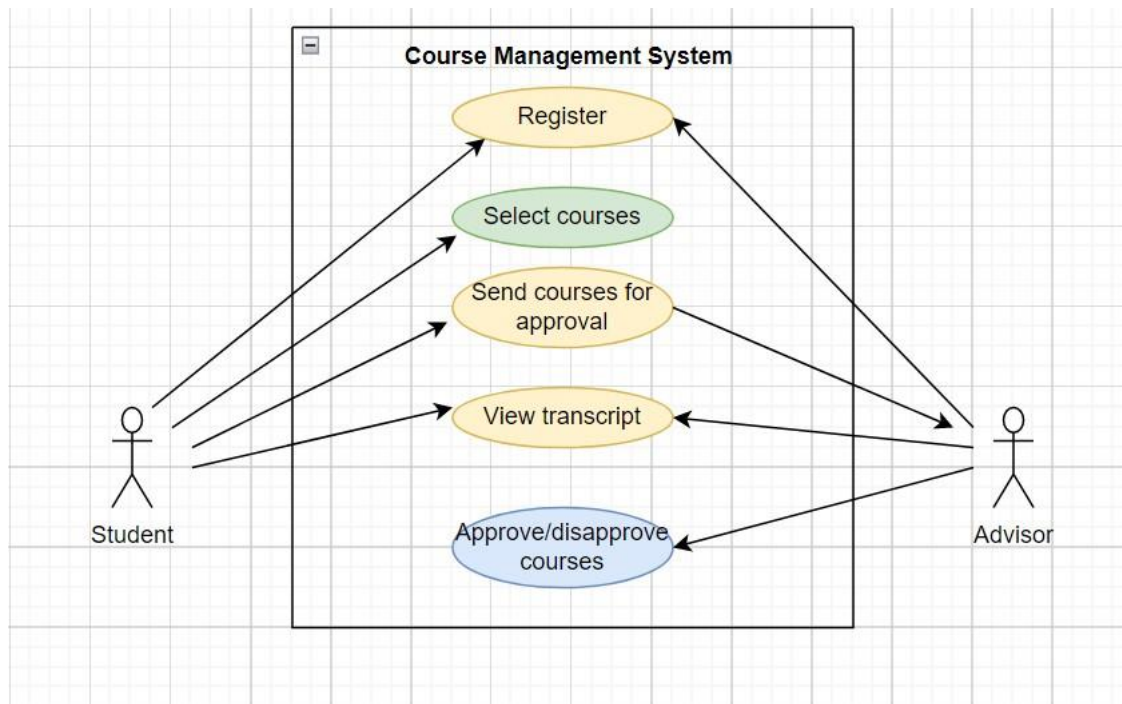 Course Management System
Register
Select courses
Send courses for
approval
View transcript
Approve/disapprove
courses
Student
Advisor